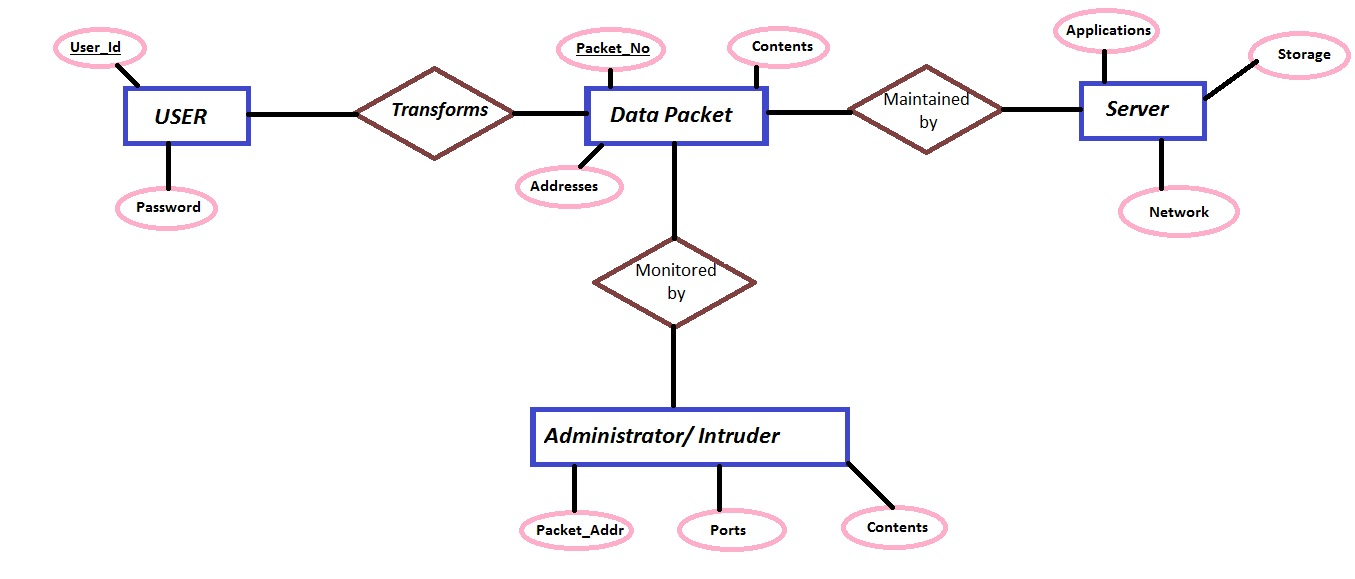 User_Id
Packet_No
Contents
Applications
Storage
USER
Transforms
Data Packet
Maintained
by
Server
Password
Addresses
Network
Monitored
by
Administrator/ Intruder
Packet_Addr
Ports
Contents